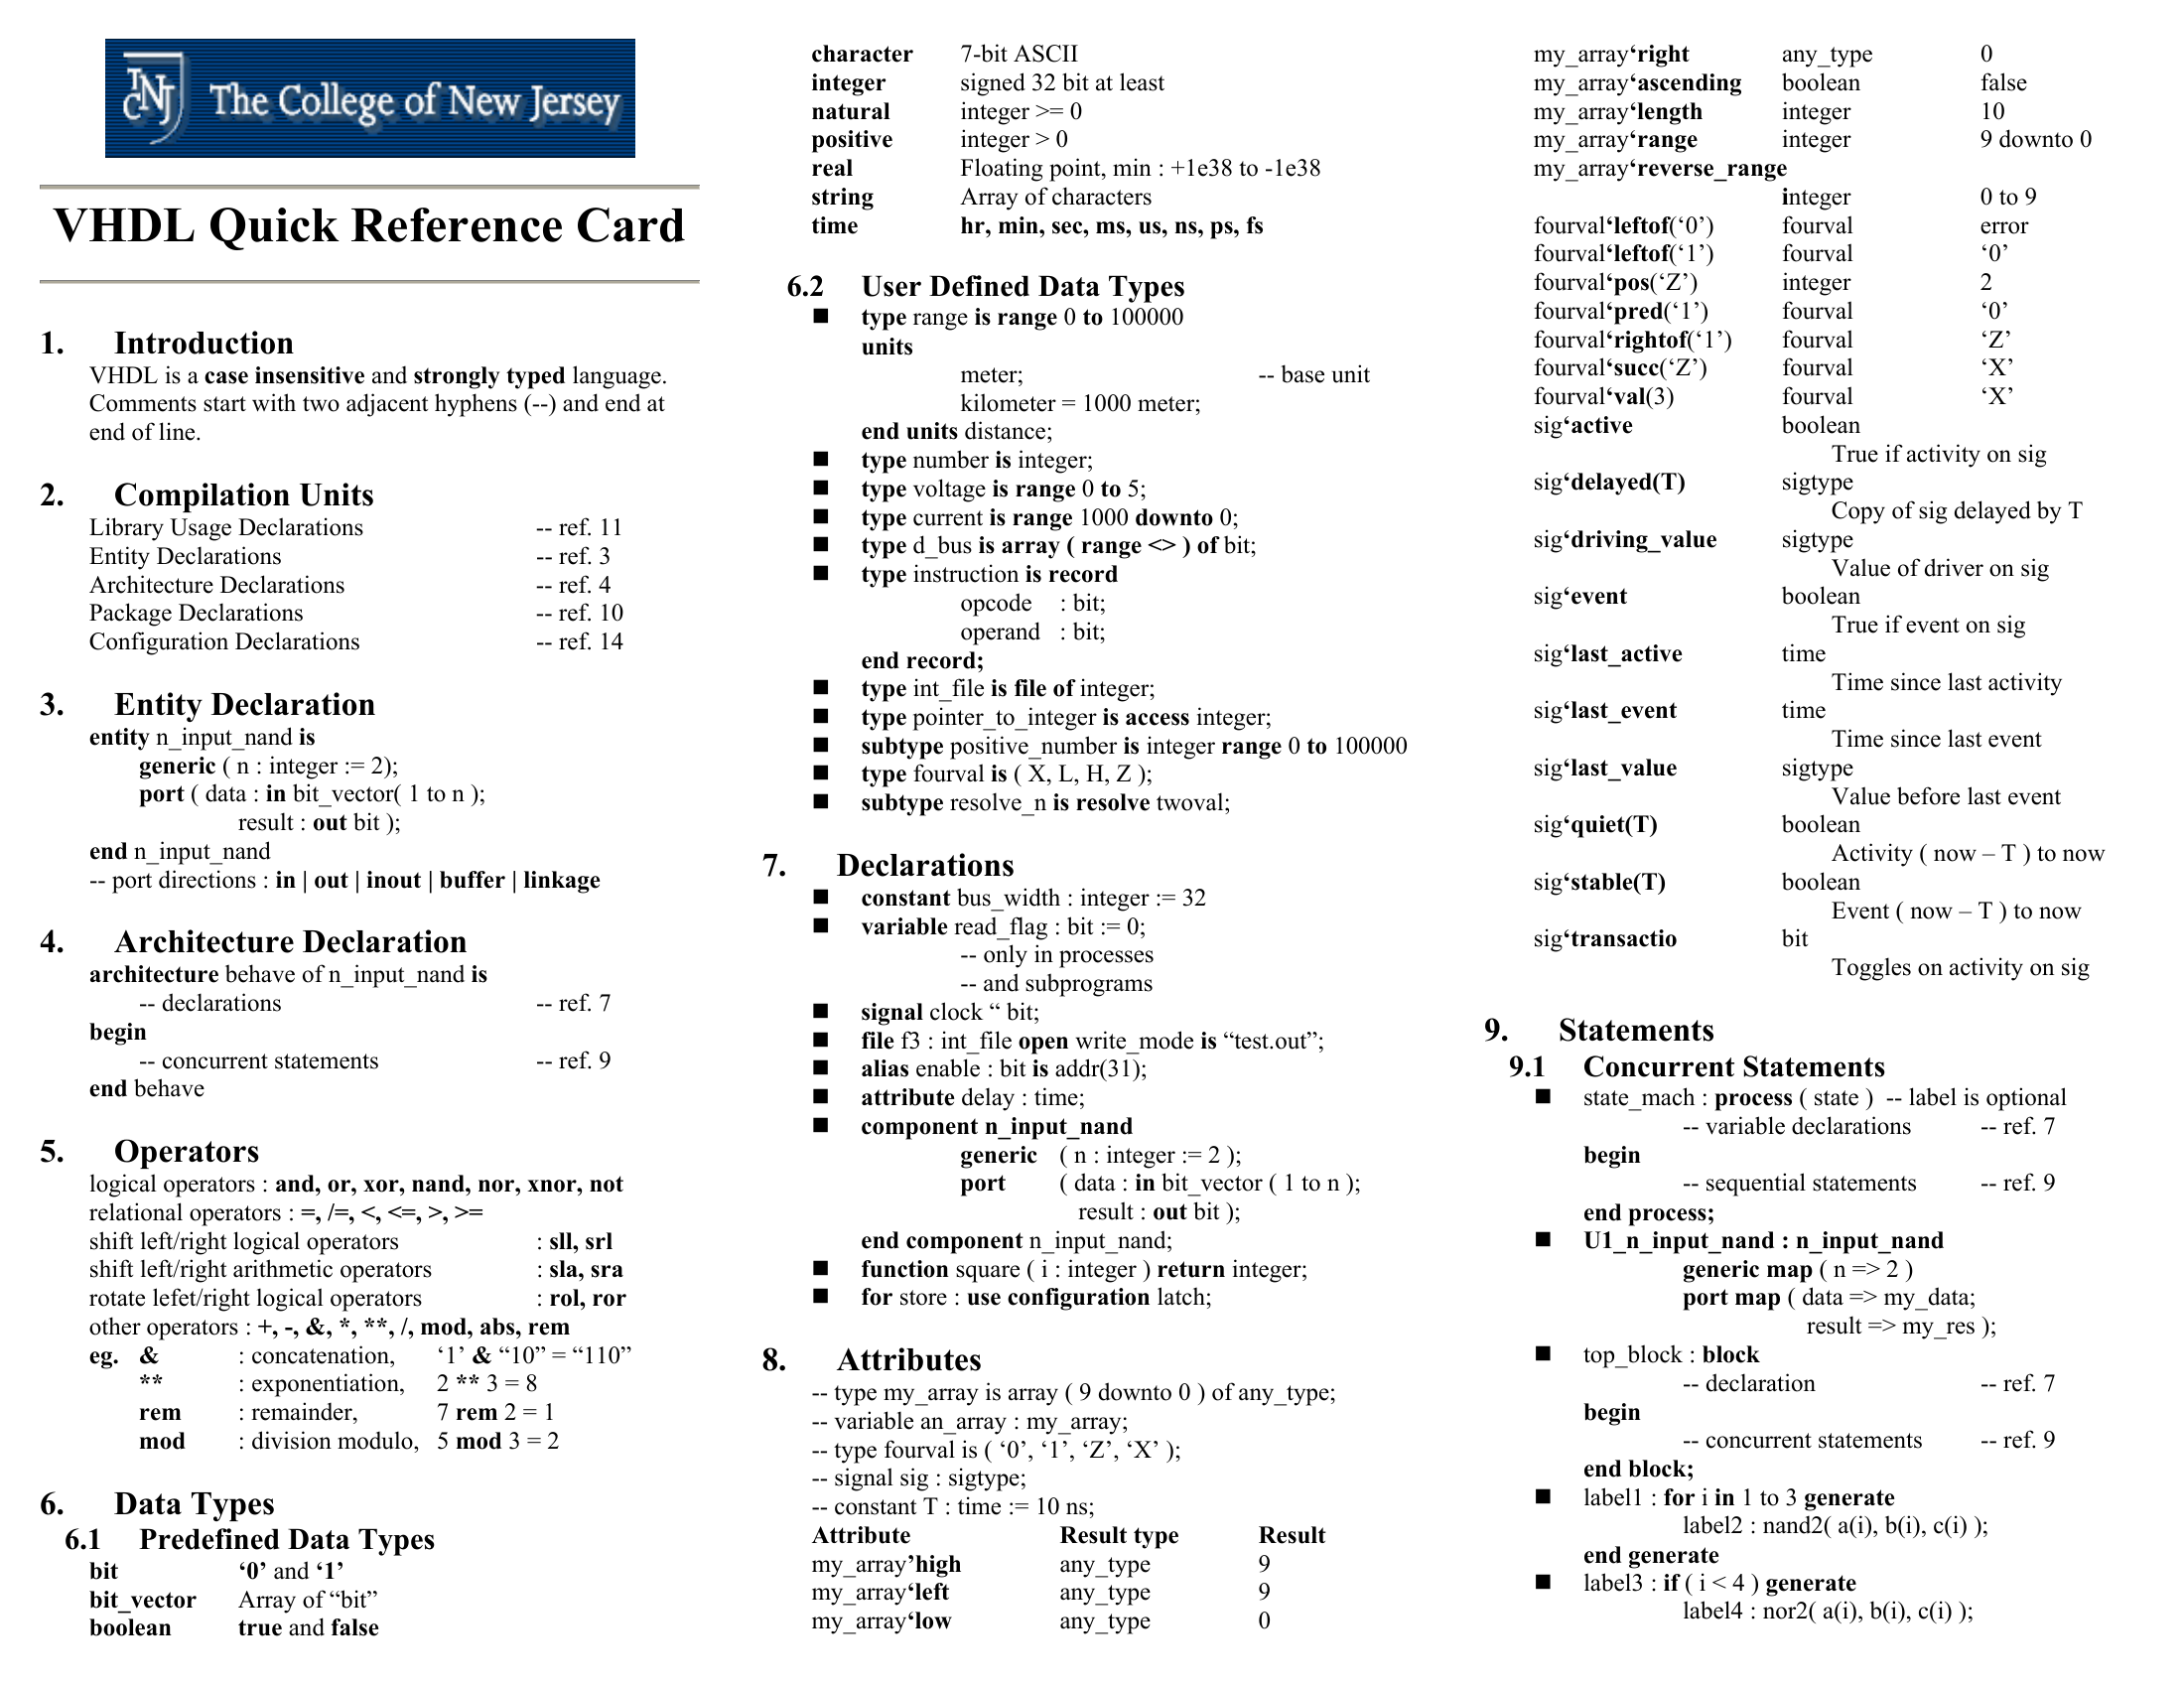 TCNJ The College of New Jersey
VHDL Quick Reference Card
1. Introduction
VHDL is a case insensitive and strongly typed language.
Comments start with two adjacent hyphens (--) and end at
end of line.
2. Compilation Units
Library Usage Declarations -- ref. 11
Entity Declarations -- ref. 3
Architecture Declarations -- ref. 4
Package Declarations -- ref. 10
Configuration Declarations -- ref. 14
3. Entity Declaration
entity n_input_nand is
generic ( n : integer := 2);
port ( data : in bit_vector( 1 to n );
result : out bit );
end n_input_nand
-- port directions : in | out | inout | buffer | linkage
4. Architecture Declaration
architecture behave of n_input_nand is
-- declarations -- ref. 7
begin
-- concurrent statements -- ref. 9
end behave
5. Operators
logical operators : and, or, xor, nand, nor, xnor, not
relational operators : =, /=, <, <=, >, >=
shift left/right logical operators : sll, srl
shift left/right arithmetic operators : sla, sra
rotate lefet/right logical operators : rol, ror
other operators : +, -, &, *, **, /, mod, abs, rem
eg. & : concatenation, ‘1’ & “10” = “110”
** : exponentiation, 2 ** 3 = 8
rem : remainder, 7 rem 2 = 1
mod : division modulo, 5 mod 3 = 2
6. Data Types
6.1 Predefined Data Types
bit ‘0’ and ‘1’
bit_vector Array of “bit”
boolean true and false
character 7-bit ASCII
integer signed 32 bit at least
natural integer >= 0
positive integer > 0
real Floating point, min : +1e38 to -1e38
string Array of characters
time hr, min, sec, ms, us, ns, ps, fs
6.2 User Defined Data Types
■ type range is range 0 to 100000
units
meter; -- base unit
kilometer = 1000 meter;
end units distance;
■ type number is integer;
■ type voltage is range 0 to 5;
■ type current is range 1000 downto 0;
■ type d_bus is array ( range <> ) of bit;
■ type instruction is record
opcode : bit;
operand : bit;
end record;
■ type int_file is file of integer;
■ type pointer_to_integer is access integer;
■ subtype positive_number is integer range 0 to 100000
■ type fourval is ( X, L, H, Z );
■ subtype resolve_n is resolve twoval;
7. Declarations
■ constant bus_width : integer := 32
■ variable read_flag : bit := 0;
-- only in processes
-- and subprograms
■ signal clock “ bit;
■ file f3 : int_file open write_mode is “test.out”;
■ alias enable : bit is addr(31);
■ attribute delay : time;
■ component n_input_nand
generic ( n : integer := 2 );
port ( data : in bit_vector ( 1 to n );
result : out bit );
end component n_input_nand;
■ function square ( i : integer ) return integer;
■ for store : use configuration latch;
8. Attributes
-- type my_array is array ( 9 downto 0 ) of any_type;
-- variable an_array : my_array;
-- type fourval is ( ‘0’, ‘1’, ‘Z’, ‘X’ );
-- signal sig : sigtype;
-- constant T : time := 10 ns;
Attribute Result type Result
my_array’high any_type 9
my_array‘left any_type 9
my_array‘low any_type 0
my_array‘right any_type 0
my_array‘ascending boolean false
my_array‘length integer 10
my_array‘range integer 9 downto 0
my_array‘reverse_range
integer 0 to 9
fourval‘leftof(‘0’) fourval error
fourval‘leftof(‘1’) fourval ‘0’
fourval‘pos(‘Z’) integer 2
fourval‘pred(‘1’) fourval ‘0’
fourval‘rightof(‘1’) fourval ‘Z’
fourval‘succ(‘Z’) fourval ‘X’
fourval‘val(3) fourval ‘X’
sig‘active boolean
True if activity on sig
sig‘delayed(T) sigtype
Copy of sig delayed by T
sig‘driving_value sigtype
Value of driver on sig
sig‘event boolean
True if event on sig
sig‘last_active time
Time since last activity
sig‘last_event time
Time since last event
sig‘last_value sigtype
Value before last event
sig‘quiet(T) boolean
Activity ( now – T ) to now
sig‘stable(T) boolean
Event ( now – T ) to now
sig‘transactio bit
Toggles on activity on sig
9. Statements
9.1 Concurrent Statements
■ state_mach : process ( state ) -- label is optional
-- variable declarations -- ref. 7
begin
-- sequential statements -- ref. 9
end process;
■ U1_n_input_nand : n_input_nand
generic map ( n => 2 )
port map ( data => my_data;
result => my_res );
■ top_block : block
-- declaration -- ref. 7
begin
-- concurrent statements -- ref. 9
end block;
■ label1 : for i in 1 to 3 generate
label2 : nand2( a(i), b(i), c(i) );
end generate
■ label3 : if ( i < 4 ) generate
label4 : nor2( a(i), b(i), c(i) );